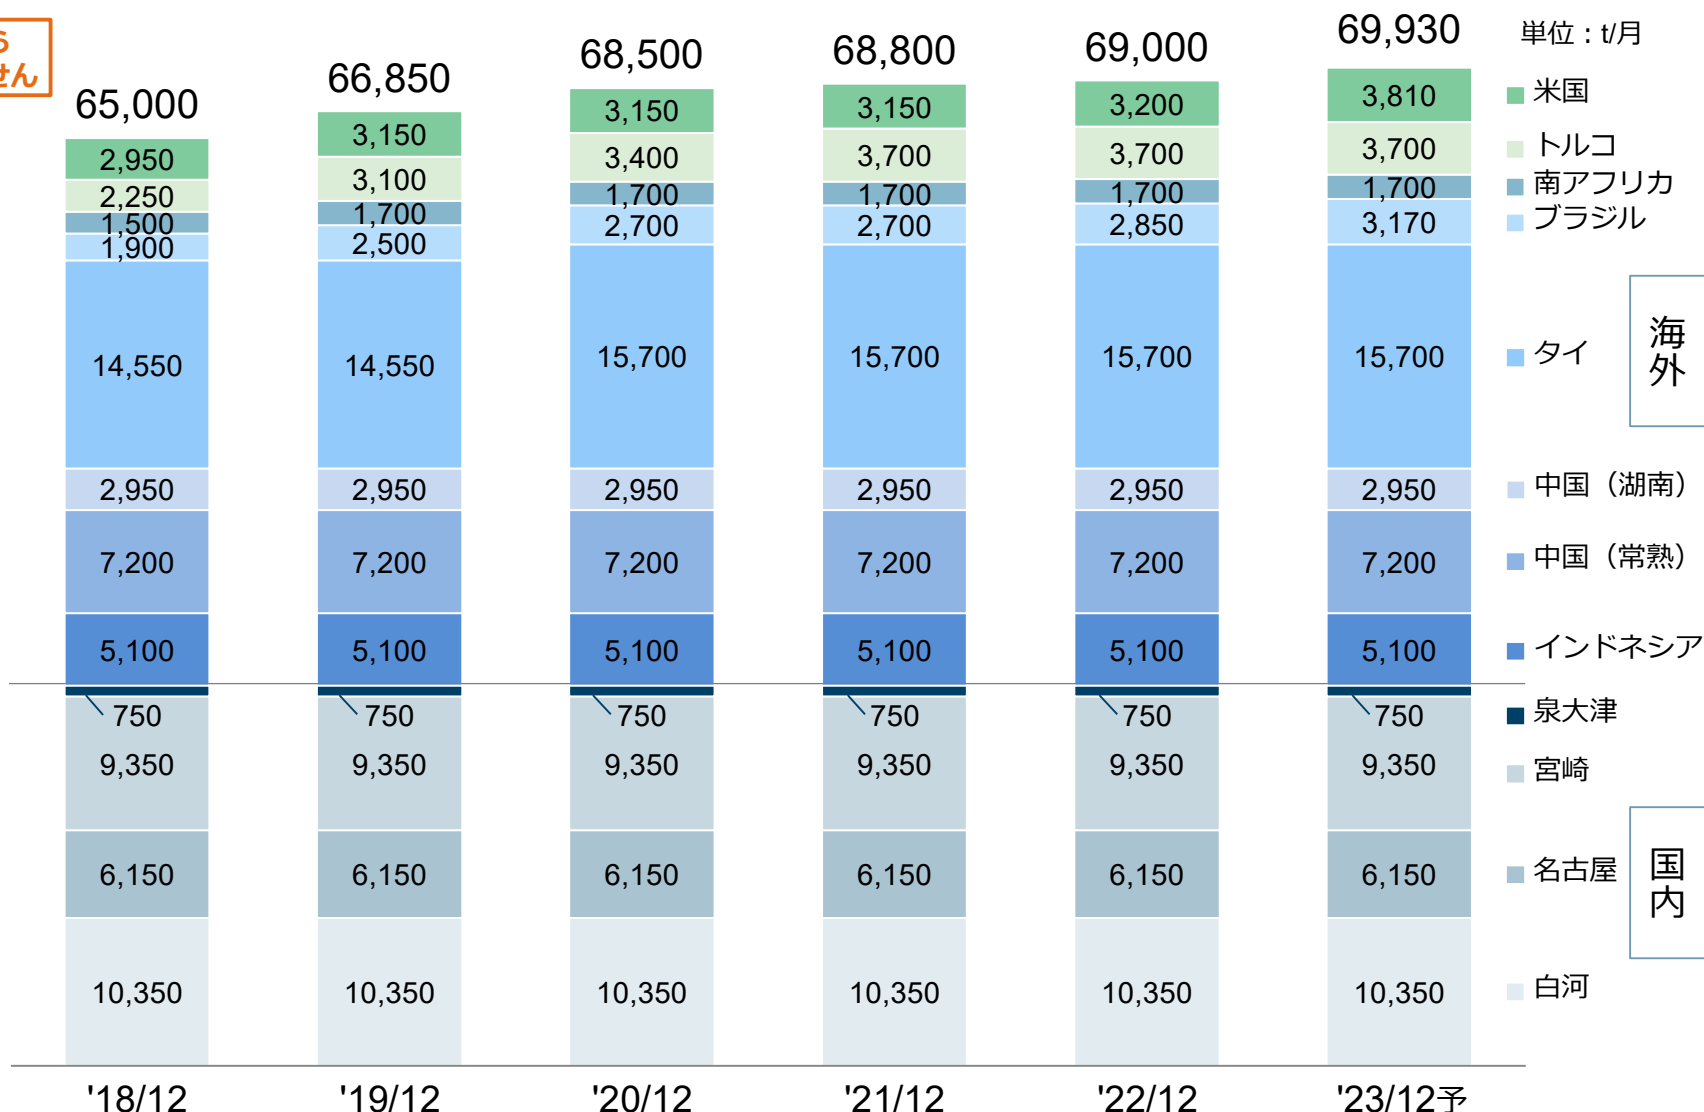 せん
単位：t/月
65,000 66,850 68,500 68,800 69,000 69,930
2,950 3,150 3,150 3,150 3,200 3,810 米国
2,250 3,100 3,400 3,700 3,700 3,700 トルコ
1,500 1,700 1,700 1,700 1,700 1,700 南アフリカ
1,900 2,500 2,700 2,700 2,850 3,170 ブラジル
14,550 14,550 15,700 15,700 15,700 15,700 タイ
海外
2,950 2,950 2,950 2,950 2,950 2,950 中国（湖南）
7,200 7,200 7,200 7,200 7,200 7,200 中国（常熟）
5,100 5,100 5,100 5,100 5,100 5,100 インドネシア
750 750 750 750 750 750 泉大津
9,350 9,350 9,350 9,350 9,350 9,350 宮崎
6,150 6,150 6,150 6,150 6,150 6,150 名古屋
国内
10,350 10,350 10,350 10,350 10,350 10,350 白河
'18/12 '19/12 '20/12 '21/12 '22/12 '23/12予